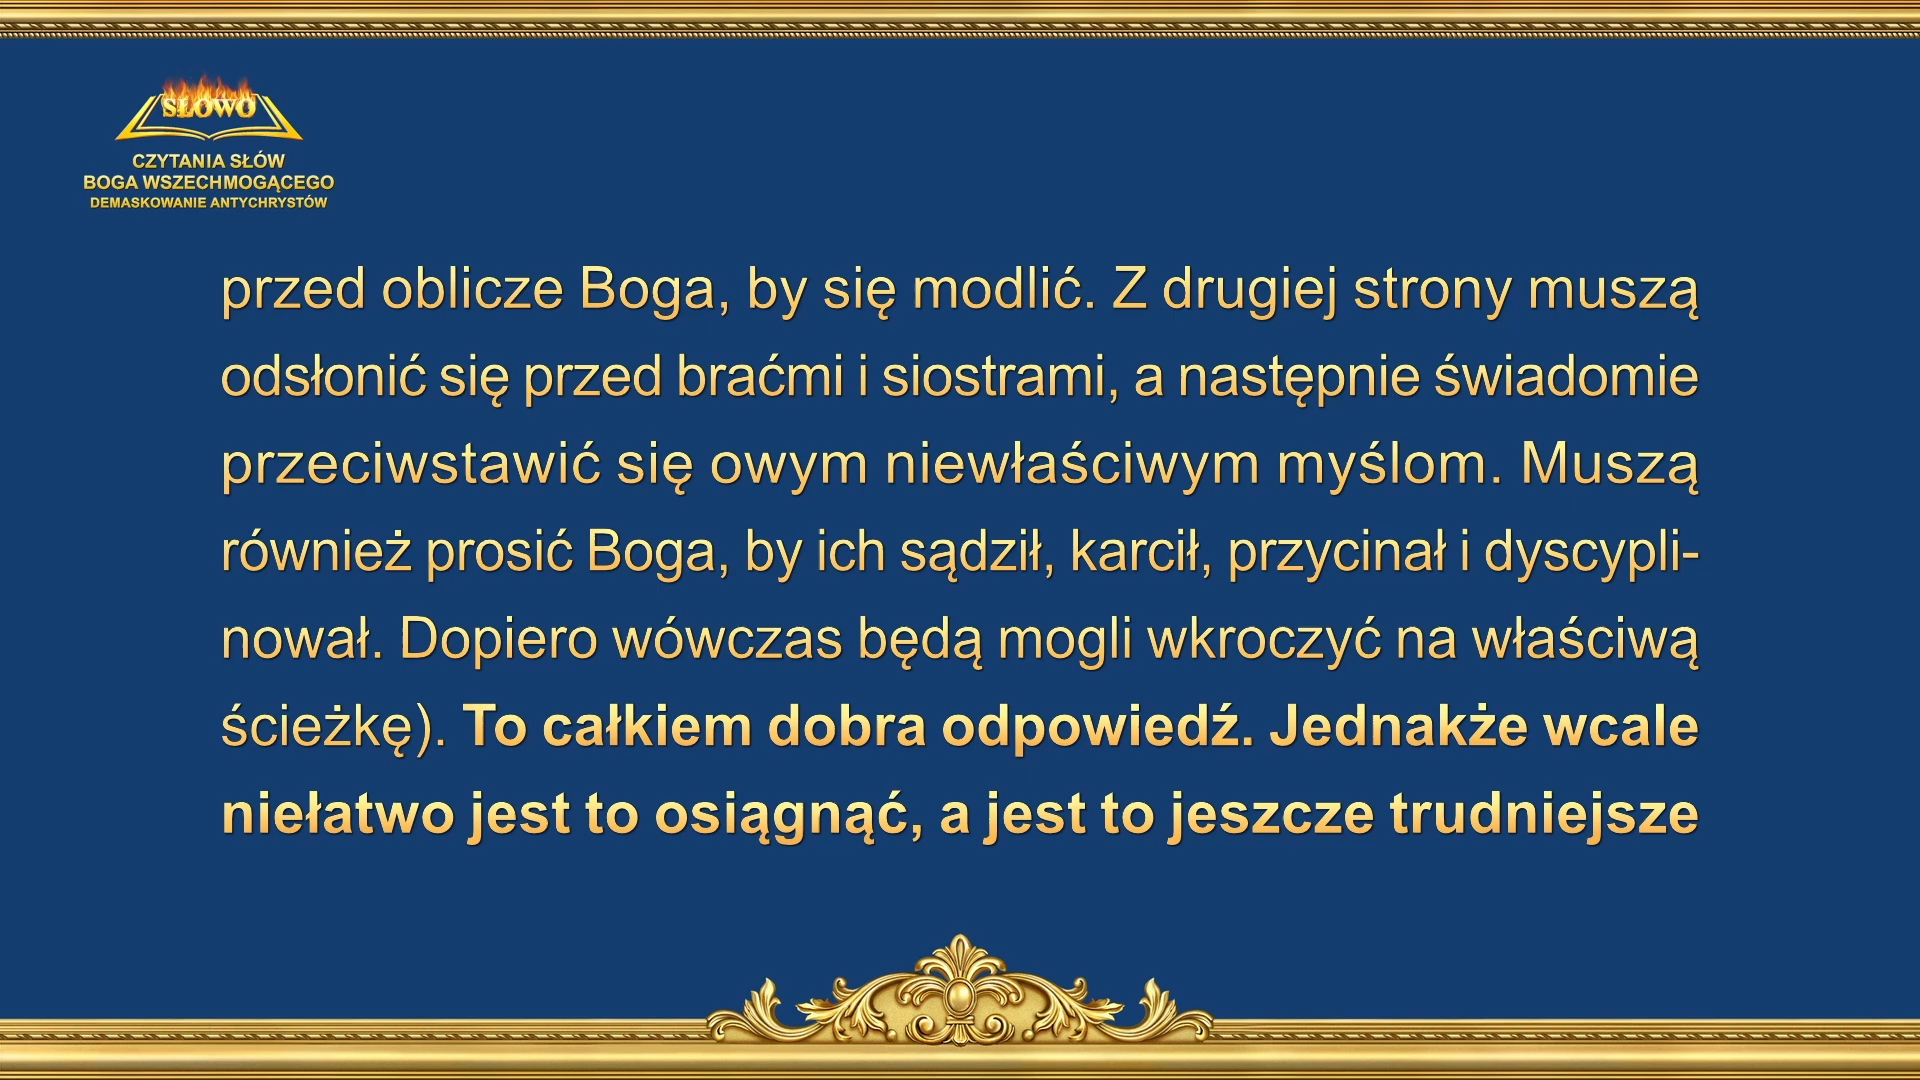 SŁOWO
CZYTANIA SŁÓW
BOGA WSZECHMOGĄCEGO
DEMASKOWANIE ANTYCHRYSTÓW
przed oblicze Boga, by się modlić. Z drugiej strony muszą
odsłonić się przed braćmi i siostrami, a następnie świadomie
przeciwstawić się owym niewłaściwym myślom. Muszą
również prosić Boga, by ich sądził, karcił, przycinał i dyscypli-
nował. Dopiero wówczas będą mogli wkroczyć na właściwą
ścieżkę). To całkiem dobra odpowiedź. Jednakże wcale
niełatwo jest to osiągnąć, a jest to jeszcze trudniejsze